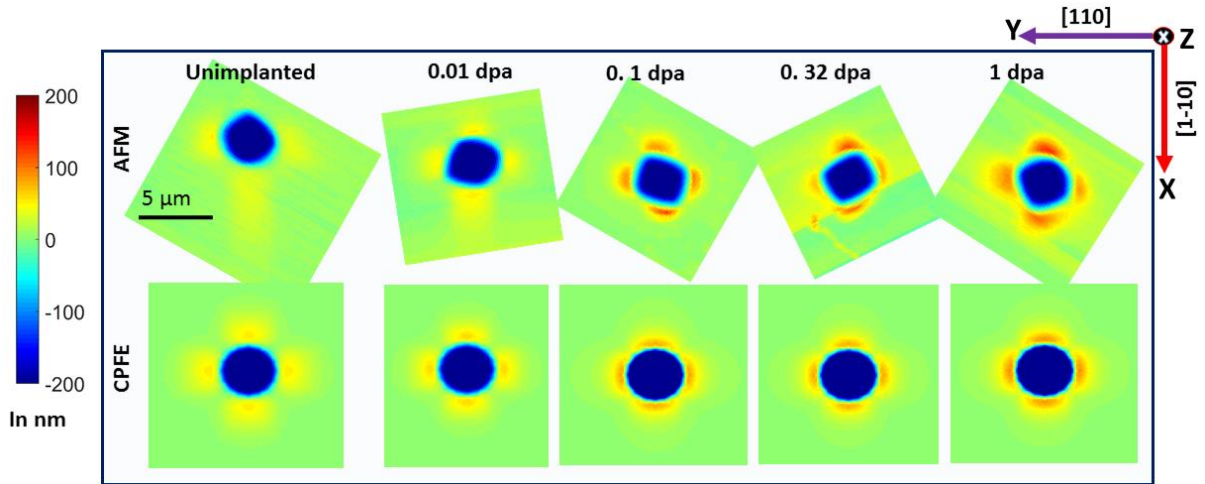 [110]
Y
Z
Unimplanted 0.01 dpa 0. 1 dpa 0. 32 dpa 1 dpa
200
100
0
-100
-200
In nm
AFM
5 μm
CPFE
[1-10]
X